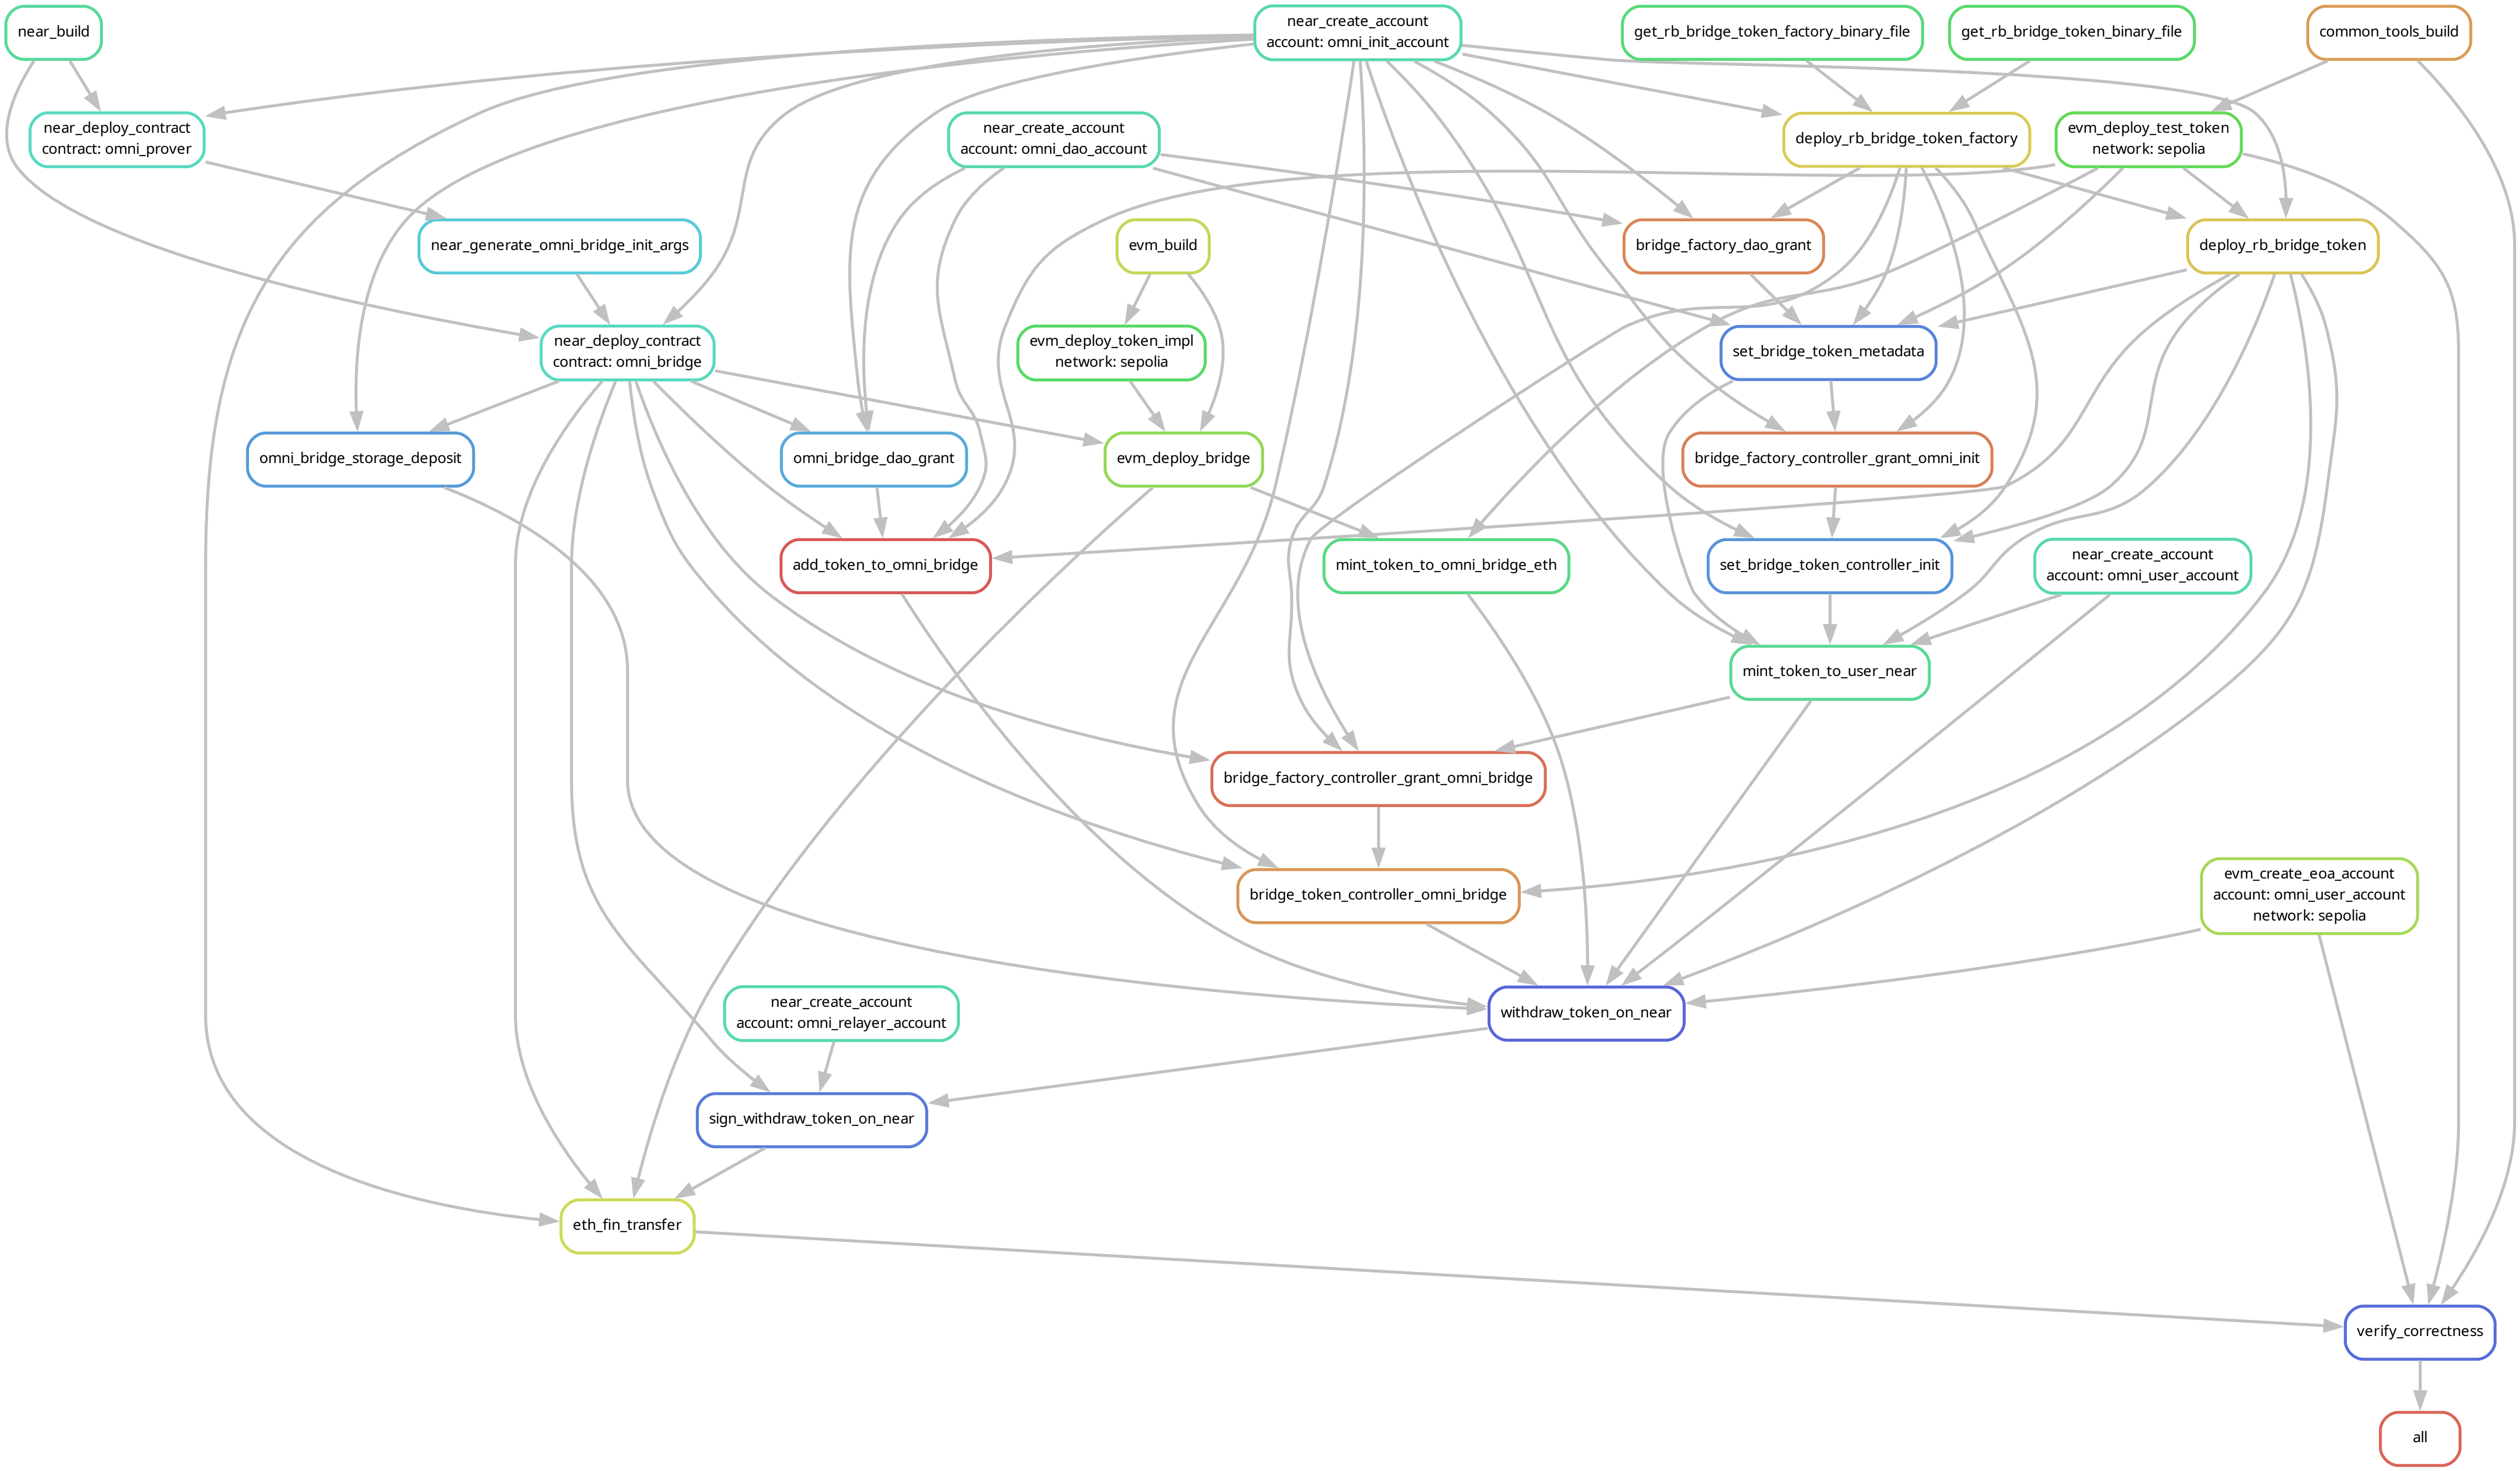 near_build
near_create_account
account: omni_init_account
get_rb_bridge_token_factory_binary_file
get_rb_bridge_token_binary_file
common_tools_build
near_deploy_contract
contract: omni_prover
near_create_account
account: omni_dao_account
deploy_rb_bridge_token_factory
evm_deploy_test_token
network: sepolia
near_generate_omni_bridge_init_args
evm_build
bridge_factory_dao_grant
deploy_rb_bridge_token
near_deploy_contract
contract: omni_bridge
evm_deploy_token_impl
network: sepolia
set_bridge_token_metadata
omni_bridge_storage_deposit
omni_bridge_dao_grant
evm_deploy_bridge
bridge_factory_controller_grant_omni_init
add_token_to_omni_bridge
mint_token_to_omni_bridge_eth
set_bridge_token_controller_init
near_create_account
account: omni_user_account
mint_token_to_user_near
bridge_factory_controller_grant_omni_bridge
bridge_token_controller_omni_bridge
evm_create_eoa_account
account: omni_user_account
network: sepolia
near_create_account
account: omni_relayer_account
withdraw_token_on_near
sign_withdraw_token_on_near
eth_fin_transfer
verify_correctness
all